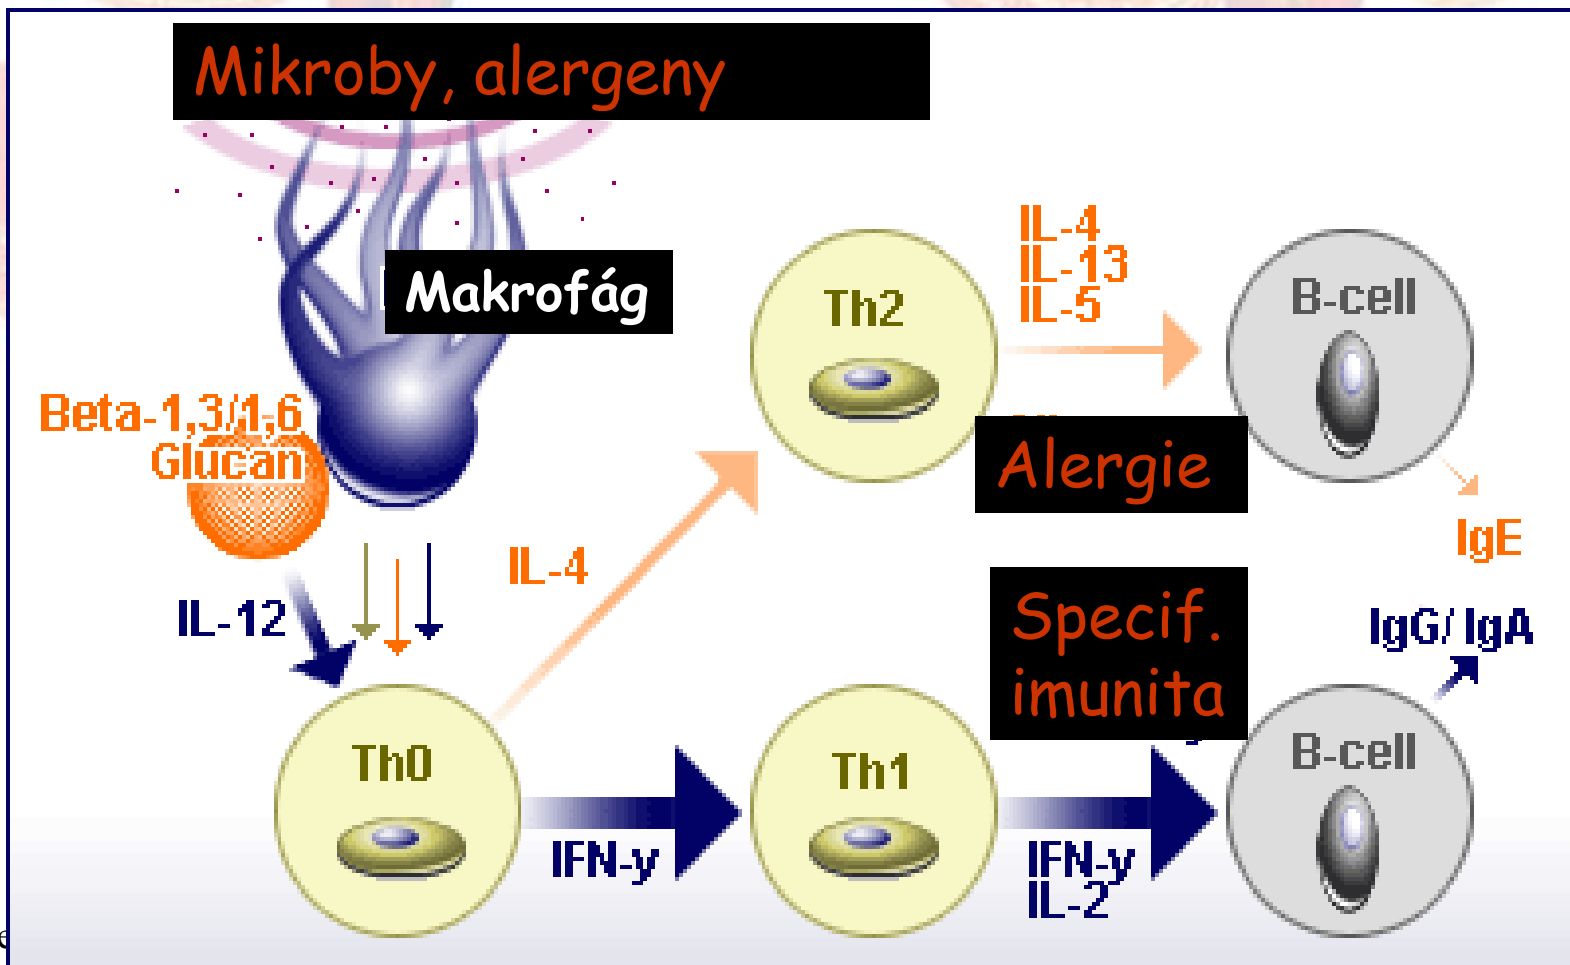 Mikroby, alergeny
Makrofág
Beta-1,3/1,6
Glucan
IL-12
IL-4
Th0
IFN-y
Th2
IL-4
IL-13
IL-5
Alergie
B-cell
IgE
Th1
Specif.
imunita
IFN-y
IL-2
B-cell
IgG/ IgA